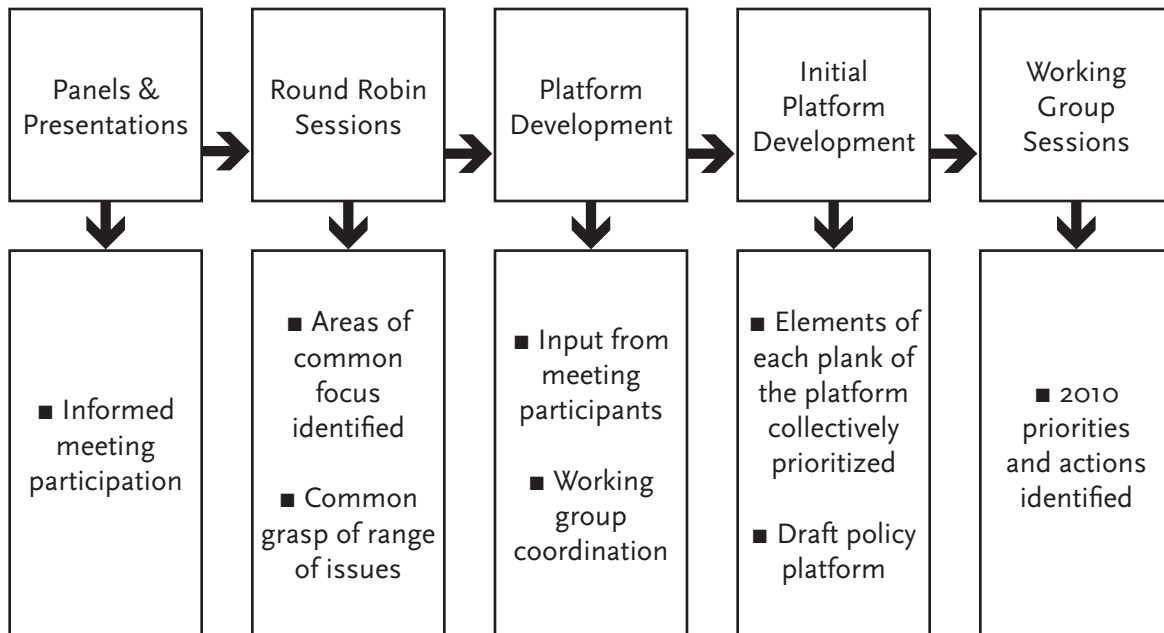 Panels &
Presentations
Round Robin
Sessions
Platform
Development
Initial
Platform
Development
Working
Group
Sessions
■ Informed
meeting
participation
■ Areas of
common
focus
identified
■ Common
grasp of range
of issues
■ Input from
meeting
participants
■ Working
group
coordination
■ Elements of
each plank of
the platform
collectively
prioritized
■ Draft policy
platform
■ 2010
priorities
and actions
identified